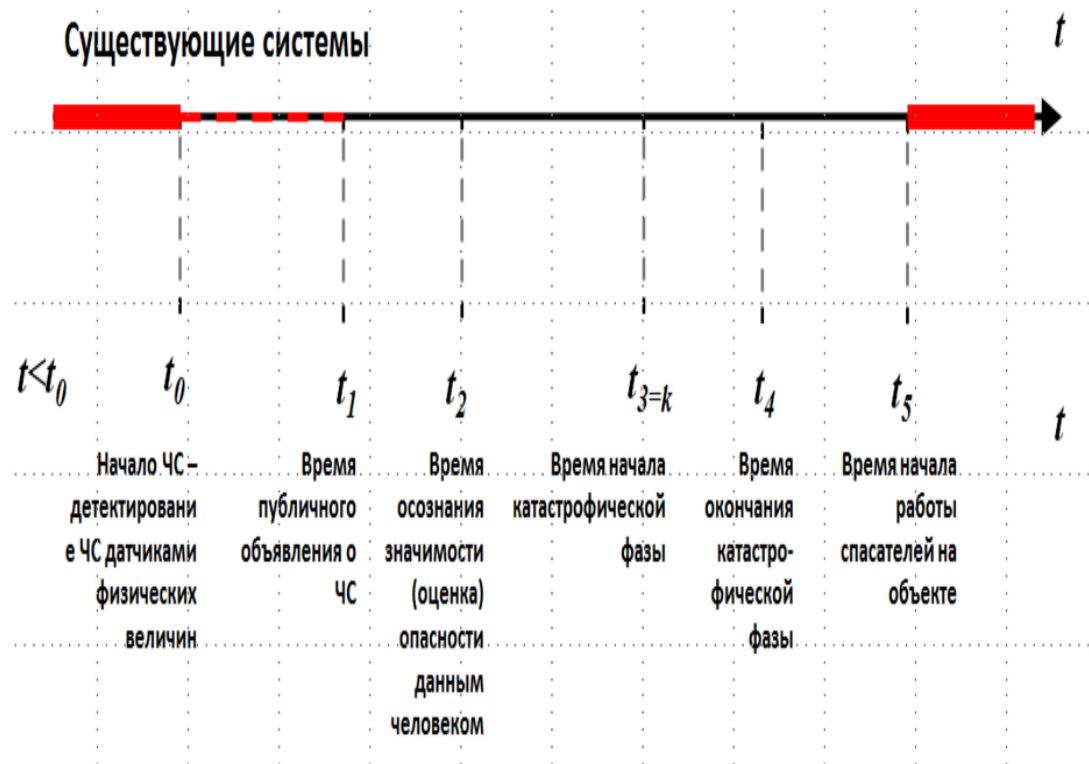 Существующие системы
t
t<t0
t0
t1
t2
t3=k
t4
t5
t
Начало ЧС –
детектировани
е ЧС датчиками
физических
величин
Время
публичного
объявления о
ЧС
Время
осознания
значимости
(оценка)
опасности
данным
человеком
Время начала
катастрофической
фазы
Время
окончания
катастро-
фической
фазы
Время начала
работы
спасателей на
объекте